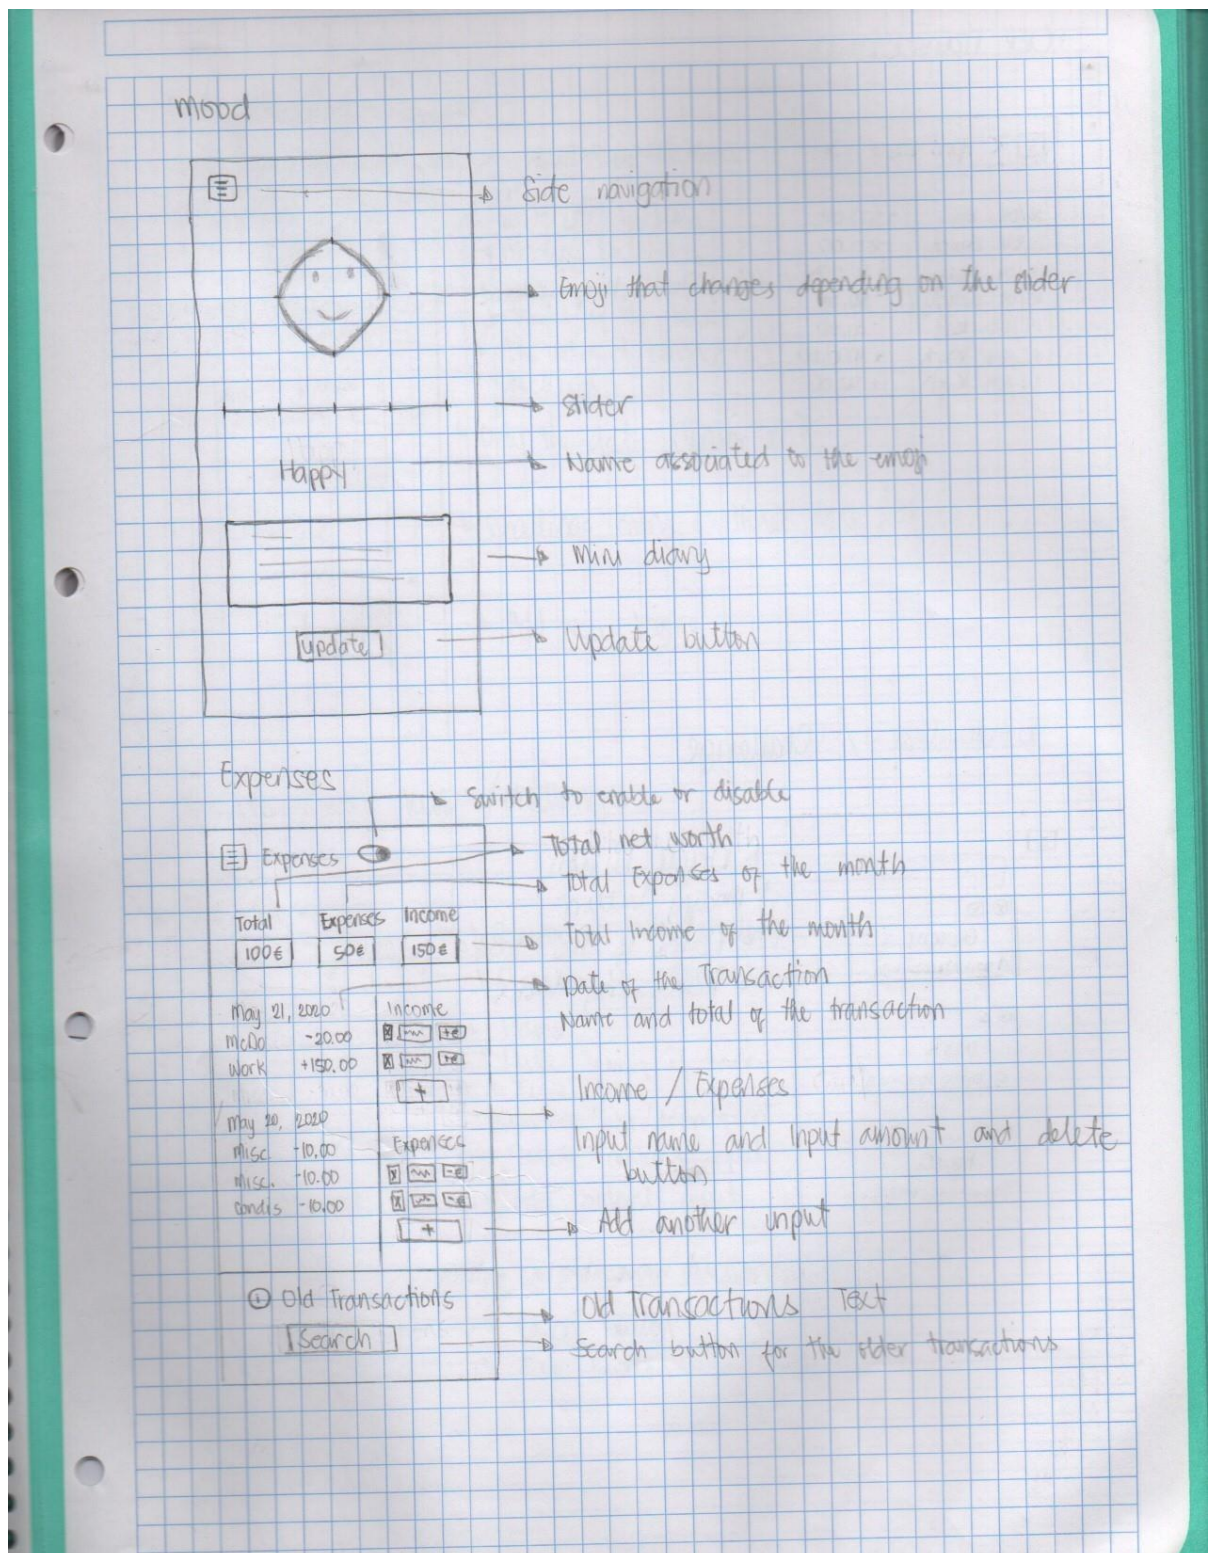 mood
Side navigation
Emoji that changes depending on the slider
Slider
Happy
Name associated to the emoji
Mini diary
Update
Update button
Expenses
Switch to enable or disable
Expenses
Total net worth
Total Expenses of the month
Total Expenses Income
100€ 50€ 150€
Total Income of the month
Date of the Transaction
May 21, 2020 Income
Name and total of the transaction
McDo -20.00
Work +150.00
+
Income / Expenses
May 20, 2020
Misc -10.00 Expenses
Input name and input amount and delete
button
Misc. -10.00
Condis -10.00
+
Add another input
Old Transactions
Old Transactions Text
Search
Search button for the older transactions